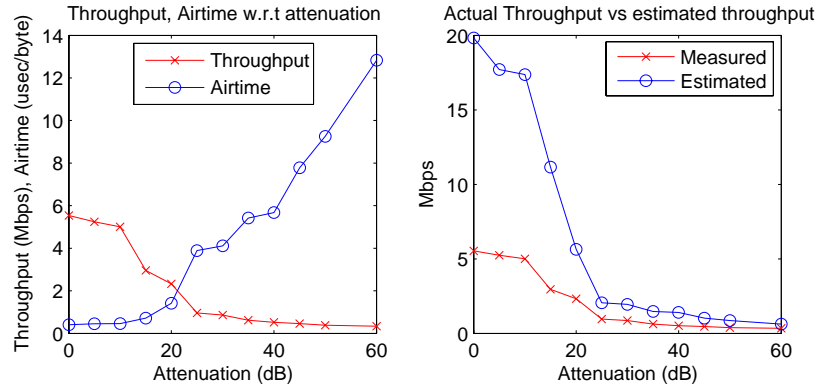 Throughput, Airtime w.r.t attenuation
Throughput (Mbps), Airtime (usec/byte)
14
12
10
8
6
4
2
0
Throughput
Airtime
0 20 40 60
Attenuation (dB)
Actual Throughput vs estimated throughput
Mbps
20
15
10
5
0
Measured
Estimated
0 20 40 60
Attenuation (dB)